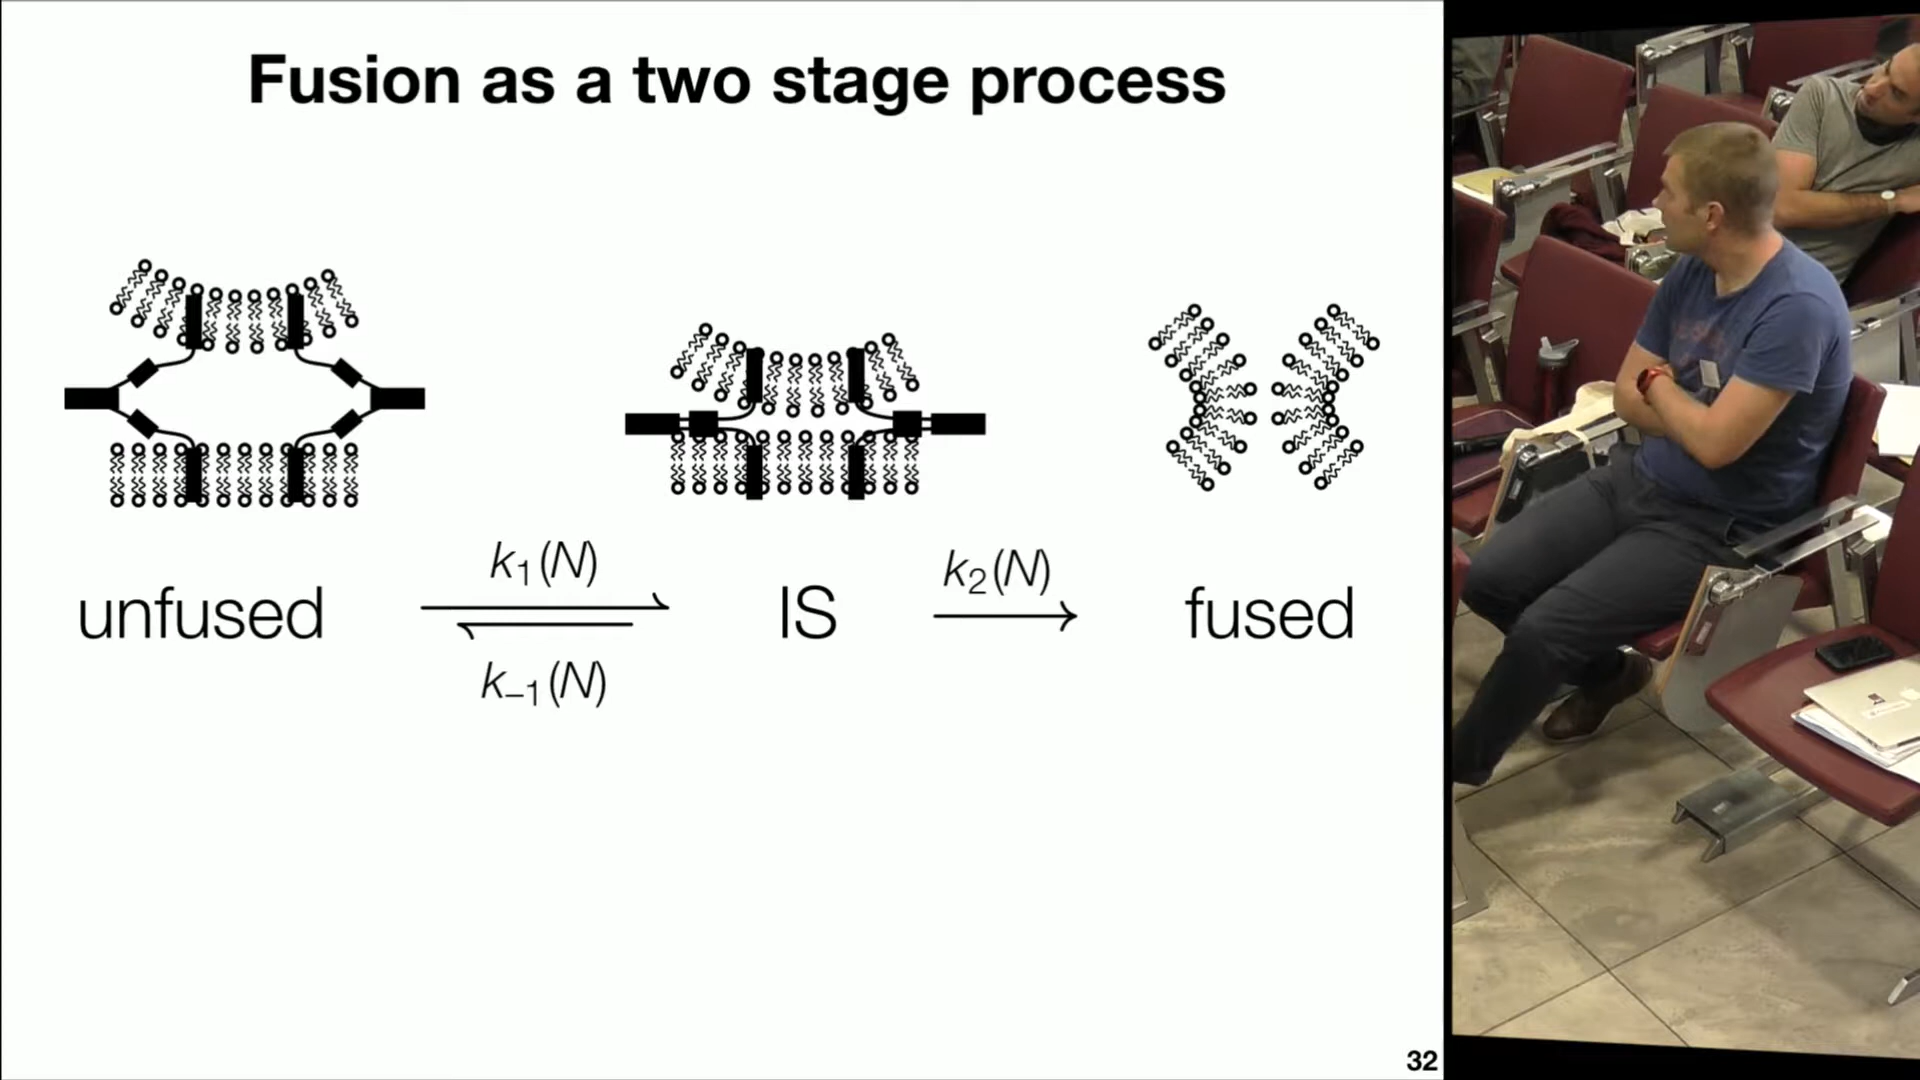 Fusion as a two stage process
k₁(N)
k₂(N)
unfused
IS
fused
k₋₁(N)
32